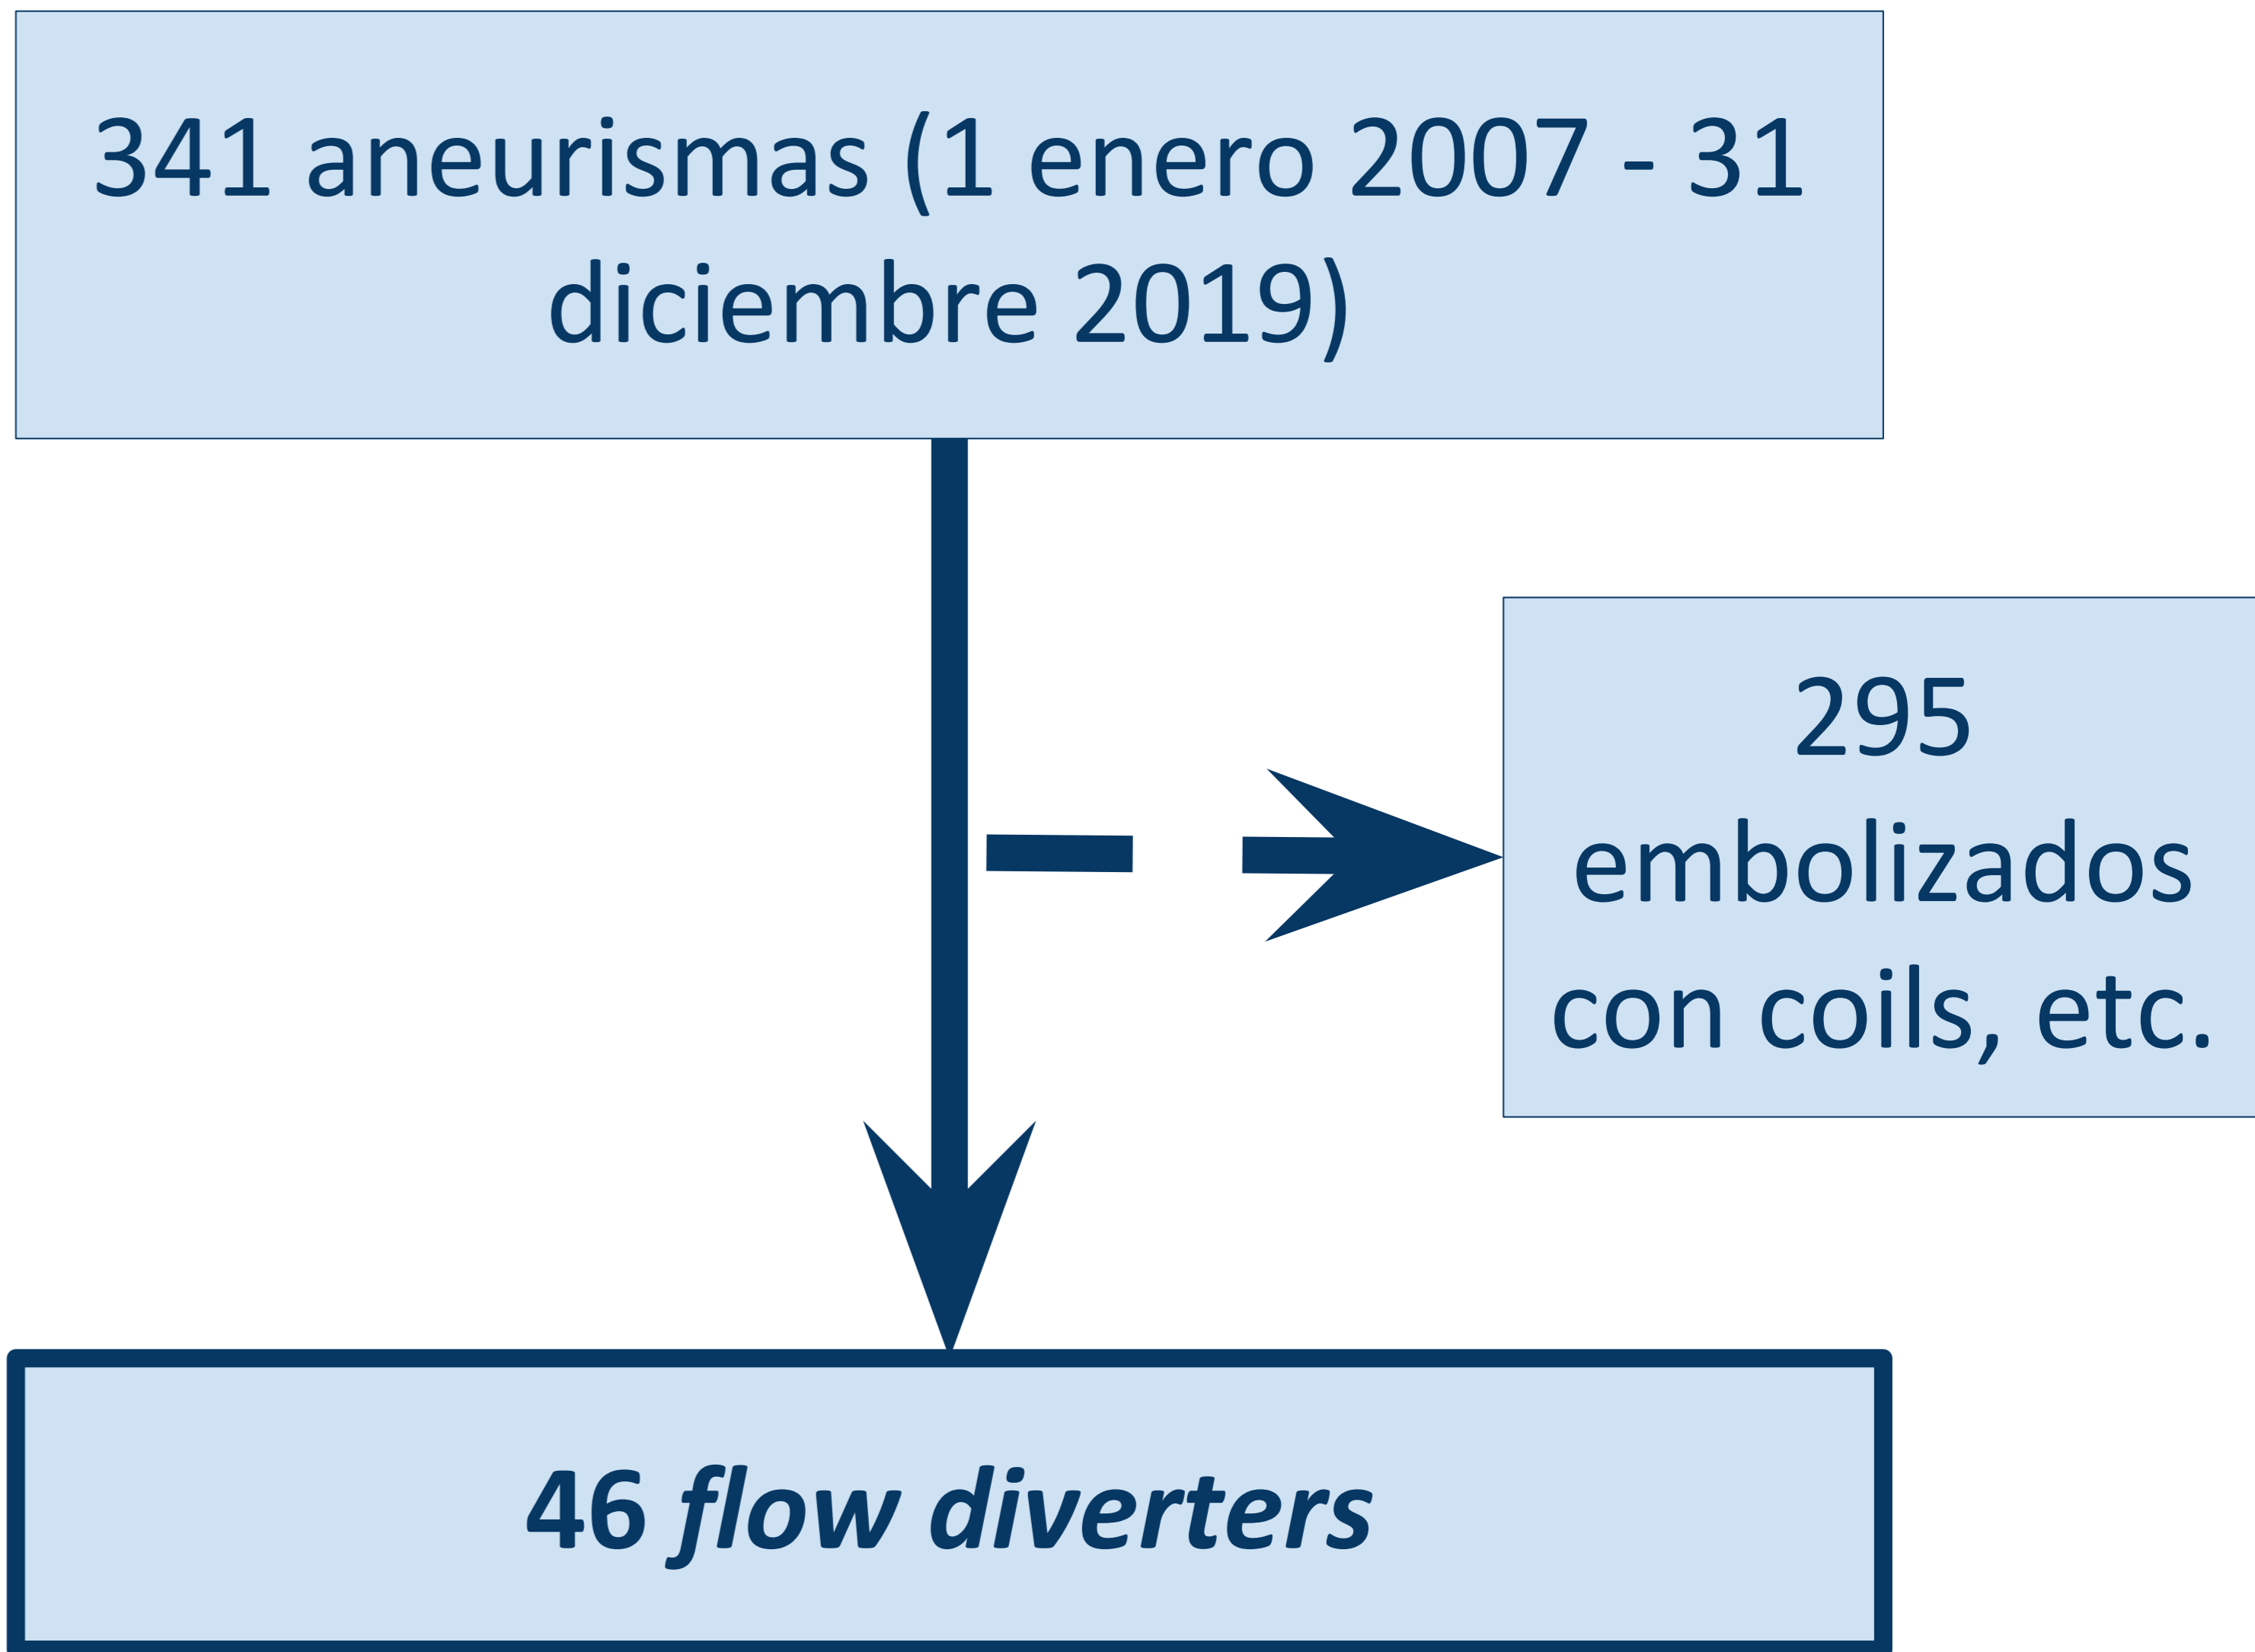 341 aneurismas (1 enero 2007 - 31
diciembre 2019)
295
embolizados
con coils, etc.
46 flow diverters